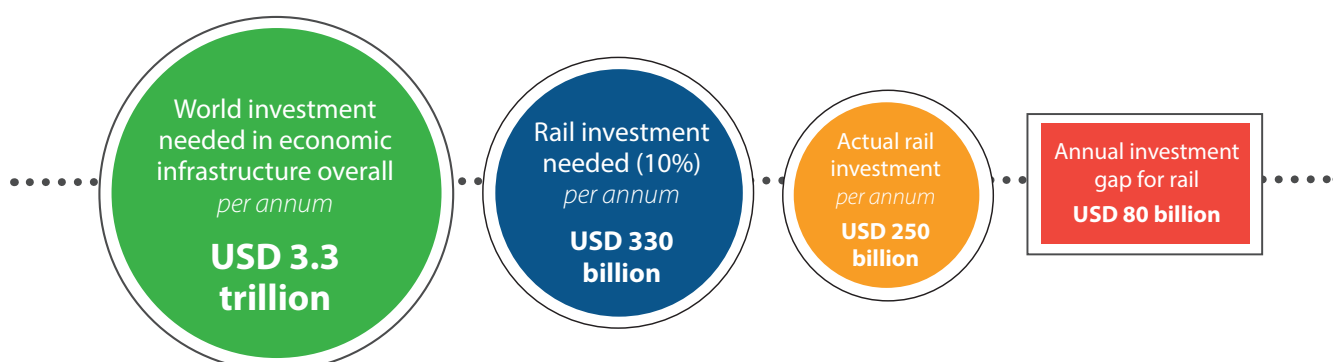 World investment
needed in economic
infrastructure overall
per annum
USD 3.3
trillion
Rail investment
needed (10%)
per annum
USD 330
billion
Actual rail
investment
per annum
USD 250
billion
Annual investment
gap for rail
USD 80 billion